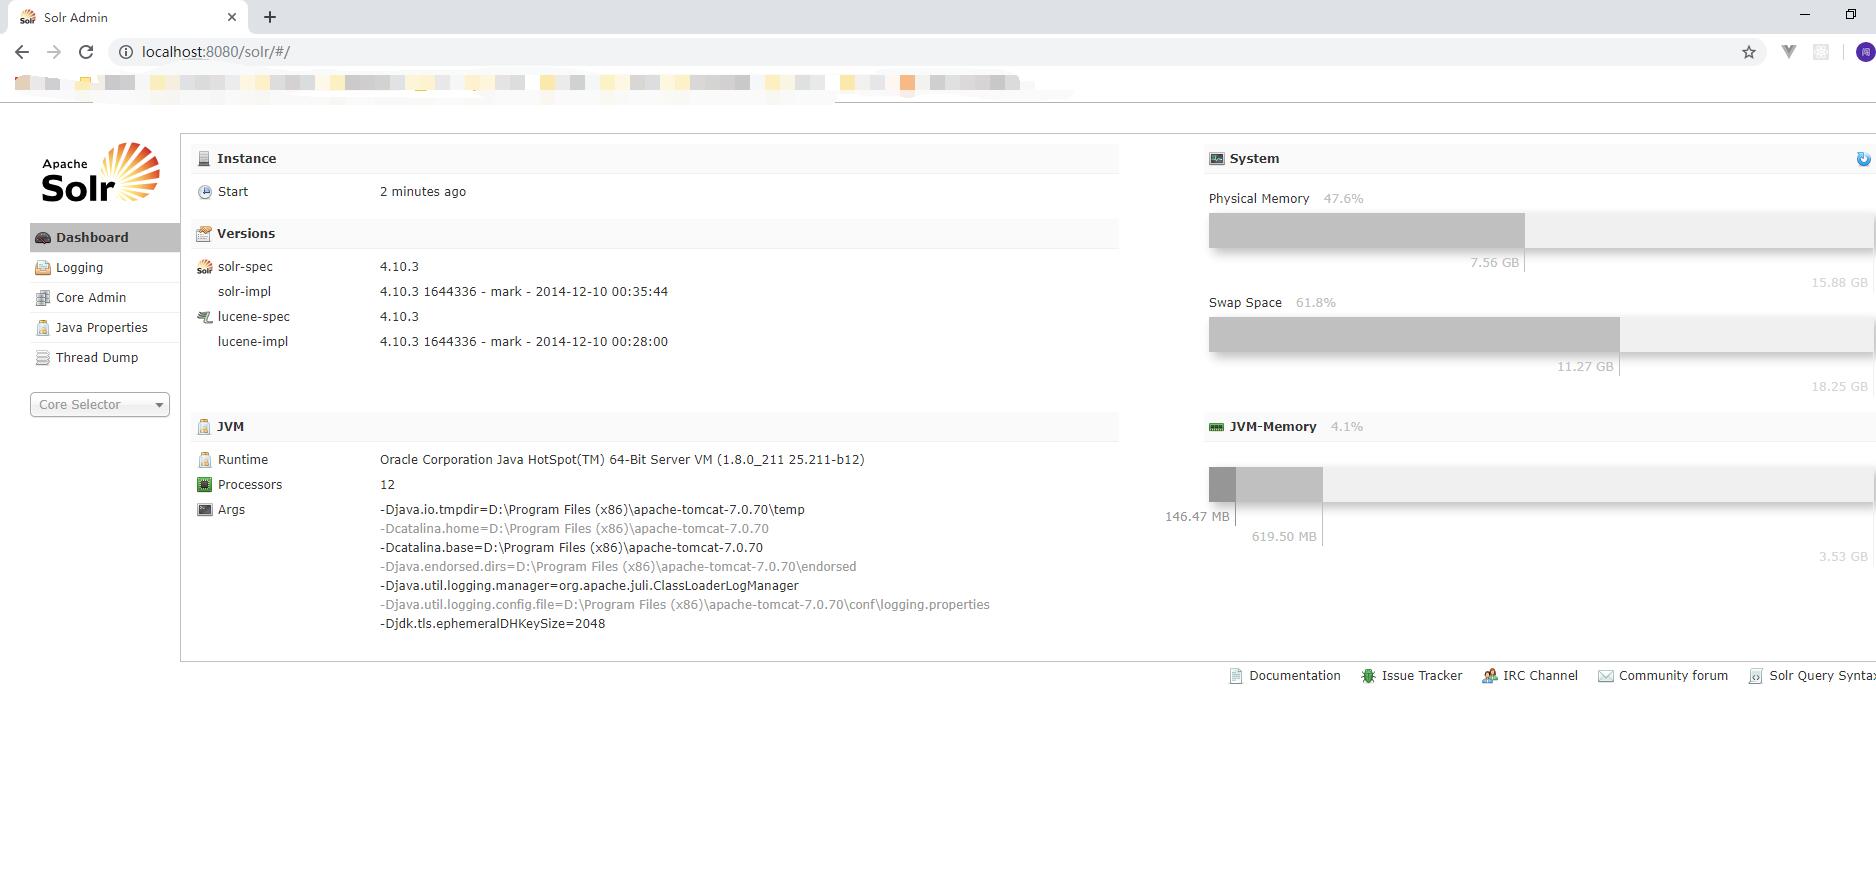 Solr Admin
localhost:8080/solr/#/
Apache
Solr
Dashboard
Logging
Core Admin
Java Properties
Thread Dump
Core Selector
Instance
Start 2 minutes ago
Versions
solr-spec 4.10.3
solr-impl 4.10.3 1644336 - mark - 2014-12-10 00:35:44
lucene-spec 4.10.3
lucene-impl 4.10.3 1644336 - mark - 2014-12-10 00:28:00
JVM
Runtime Oracle Corporation Java HotSpot(TM) 64-Bit Server VM (1.8.0_211 25.211-b12)
Processors 12
Args -Djava.io.tmpdir=D:\Program Files (x86)\apache-tomcat-7.0.70\temp
-Dcatalina.home=D:\Program Files (x86)\apache-tomcat-7.0.70
-Dcatalina.base=D:\Program Files (x86)\apache-tomcat-7.0.70
-Djava.endorsed.dirs=D:\Program Files (x86)\apache-tomcat-7.0.70\endorsed
-Djava.util.logging.manager=org.apache.juli.ClassLoaderLogManager
-Djava.util.logging.config.file=D:\Program Files (x86)\apache-tomcat-7.0.70\conf\logging.properties
-Djdk.tls.ephemeralDHKeySize=2048
System
Physical Memory 47.6%
7.56 GB
15.88 GB
Swap Space 61.8%
11.27 GB
18.25 GB
JVM-Memory 4.1%
146.47 MB
619.50 MB
3.53 GB
Documentation Issue Tracker IRC Channel Community forum Solr Query Syntax